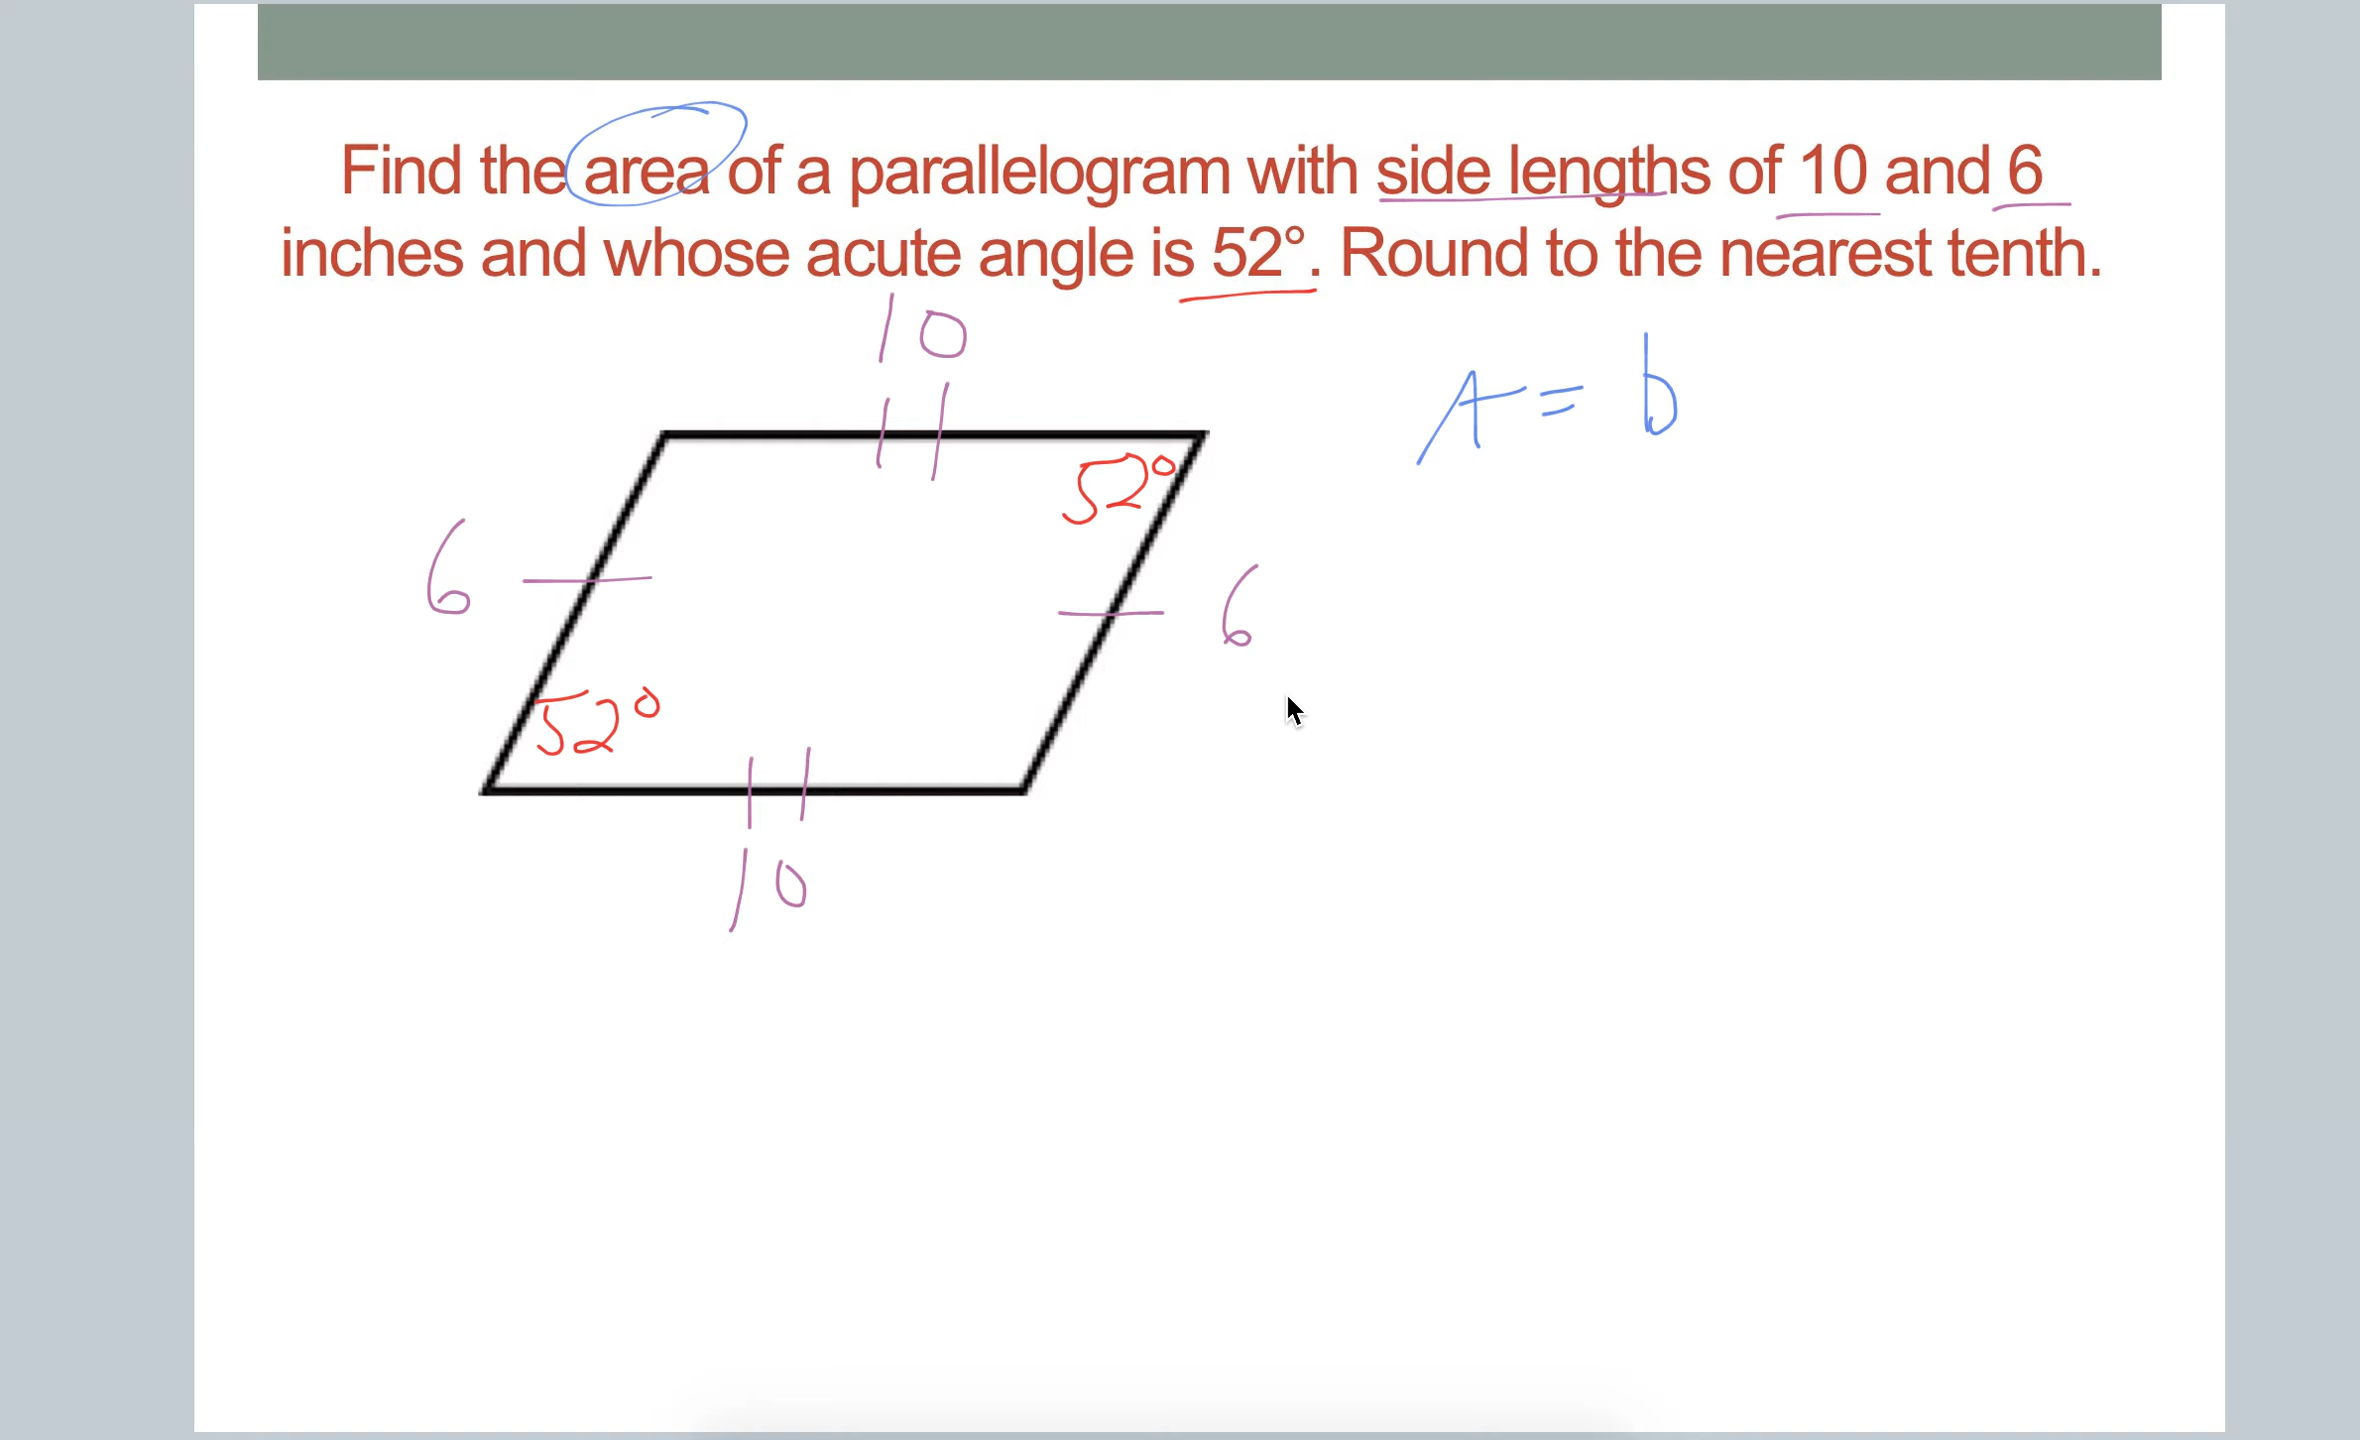 Find the area of a parallelogram with side lengths of 10 and 6
inches and whose acute angle is 52°. Round to the nearest tenth.
10
A = b
52°
6
6
52°
10